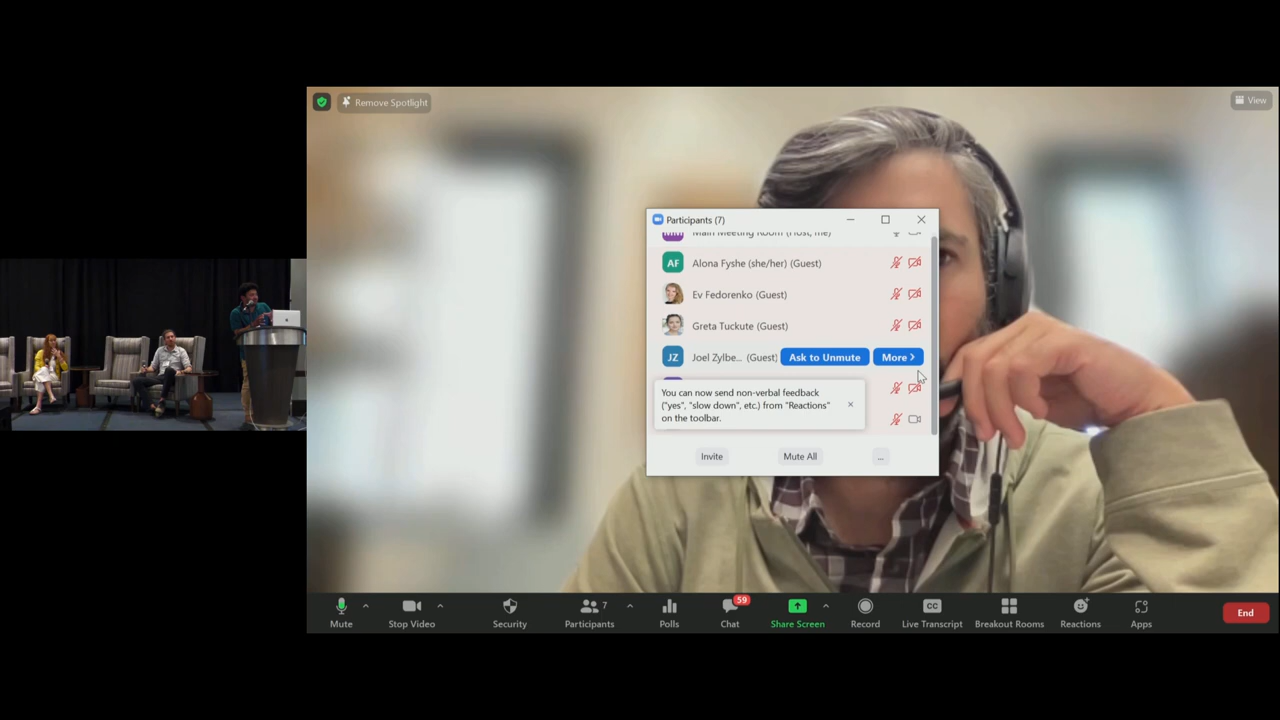 Remove Spotlight
View
Participants (7)
Main Meeting Room (Host, me)
AF Alona Fyshe (she/her) (Guest)
Ev Fedorenko (Guest)
Greta Tuckute (Guest)
JZ Joel Zylbe... (Guest) Ask to Unmute More
You can now send non-verbal feedback
("yes", "slow down", etc.) from "Reactions"
on the toolbar.
Invite Mute All ...
Mute Stop Video Security Participants 7 Polls Chat 59 Share Screen Record CC Live Transcript Breakout Rooms Reactions Apps End